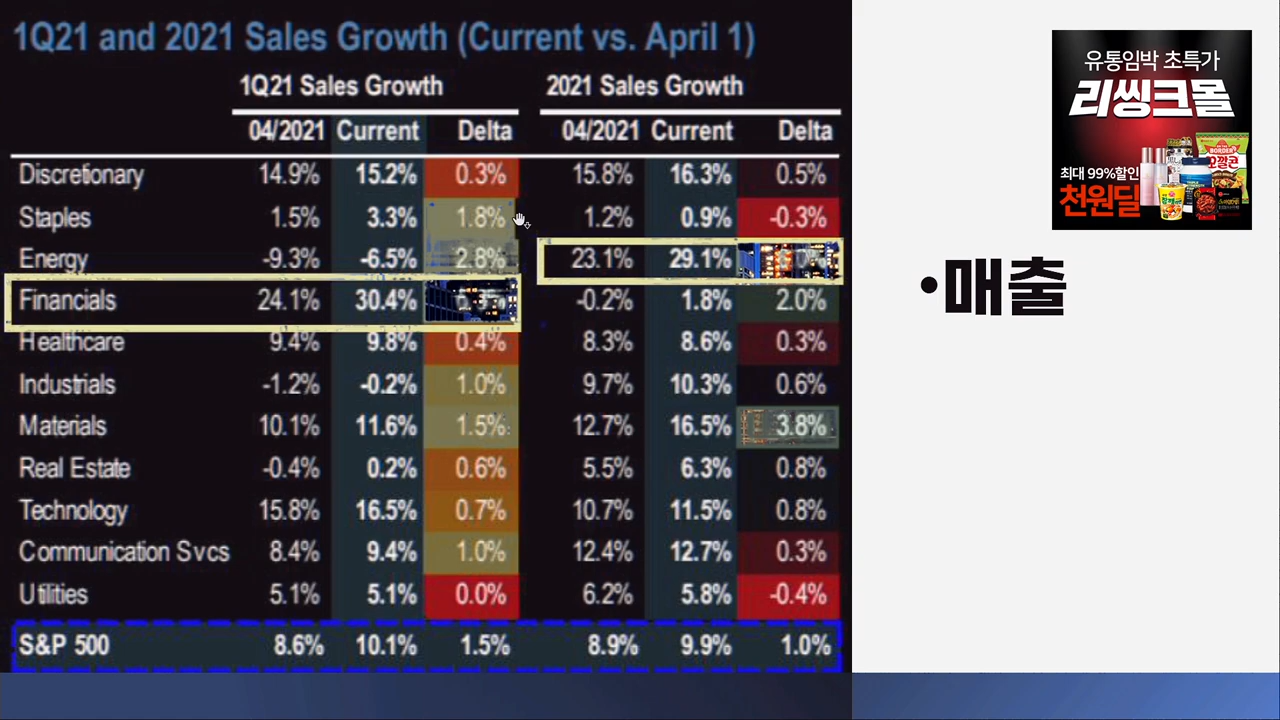 1Q21 and 2021 Sales Growth (Current vs. April 1)
1Q21 Sales Growth 2021 Sales Growth
04/2021 Current Delta 04/2021 Current Delta
Discretionary 14.9% 15.2% 0.3% 15.8% 16.3% 0.5%
Staples 1.5% 3.3% 1.8% 1.2% 0.9% -0.3%
Energy -9.3% -6.5% 2.8% 23.1% 29.1%
Financials 24.1% 30.4% -0.2% 1.8% 2.0%
Healthcare 9.4% 9.8% 0.4% 8.3% 8.6% 0.3%
Industrials -1.2% -0.2% 1.0% 9.7% 10.3% 0.6%
Materials 10.1% 11.6% 1.5% 12.7% 16.5% 3.8%
Real Estate -0.4% 0.2% 0.6% 5.5% 6.3% 0.8%
Technology 15.8% 16.5% 0.7% 10.7% 11.5% 0.8%
Communication Svcs 8.4% 9.4% 1.0% 12.4% 12.7% 0.3%
Utilities 5.1% 5.1% 0.0% 6.2% 5.8% -0.4%
S&P 500 8.6% 10.1% 1.5% 8.9% 9.9% 1.0%
유통임박 초특가
리씽크몰
최대 99%할인
천원딜
•매출